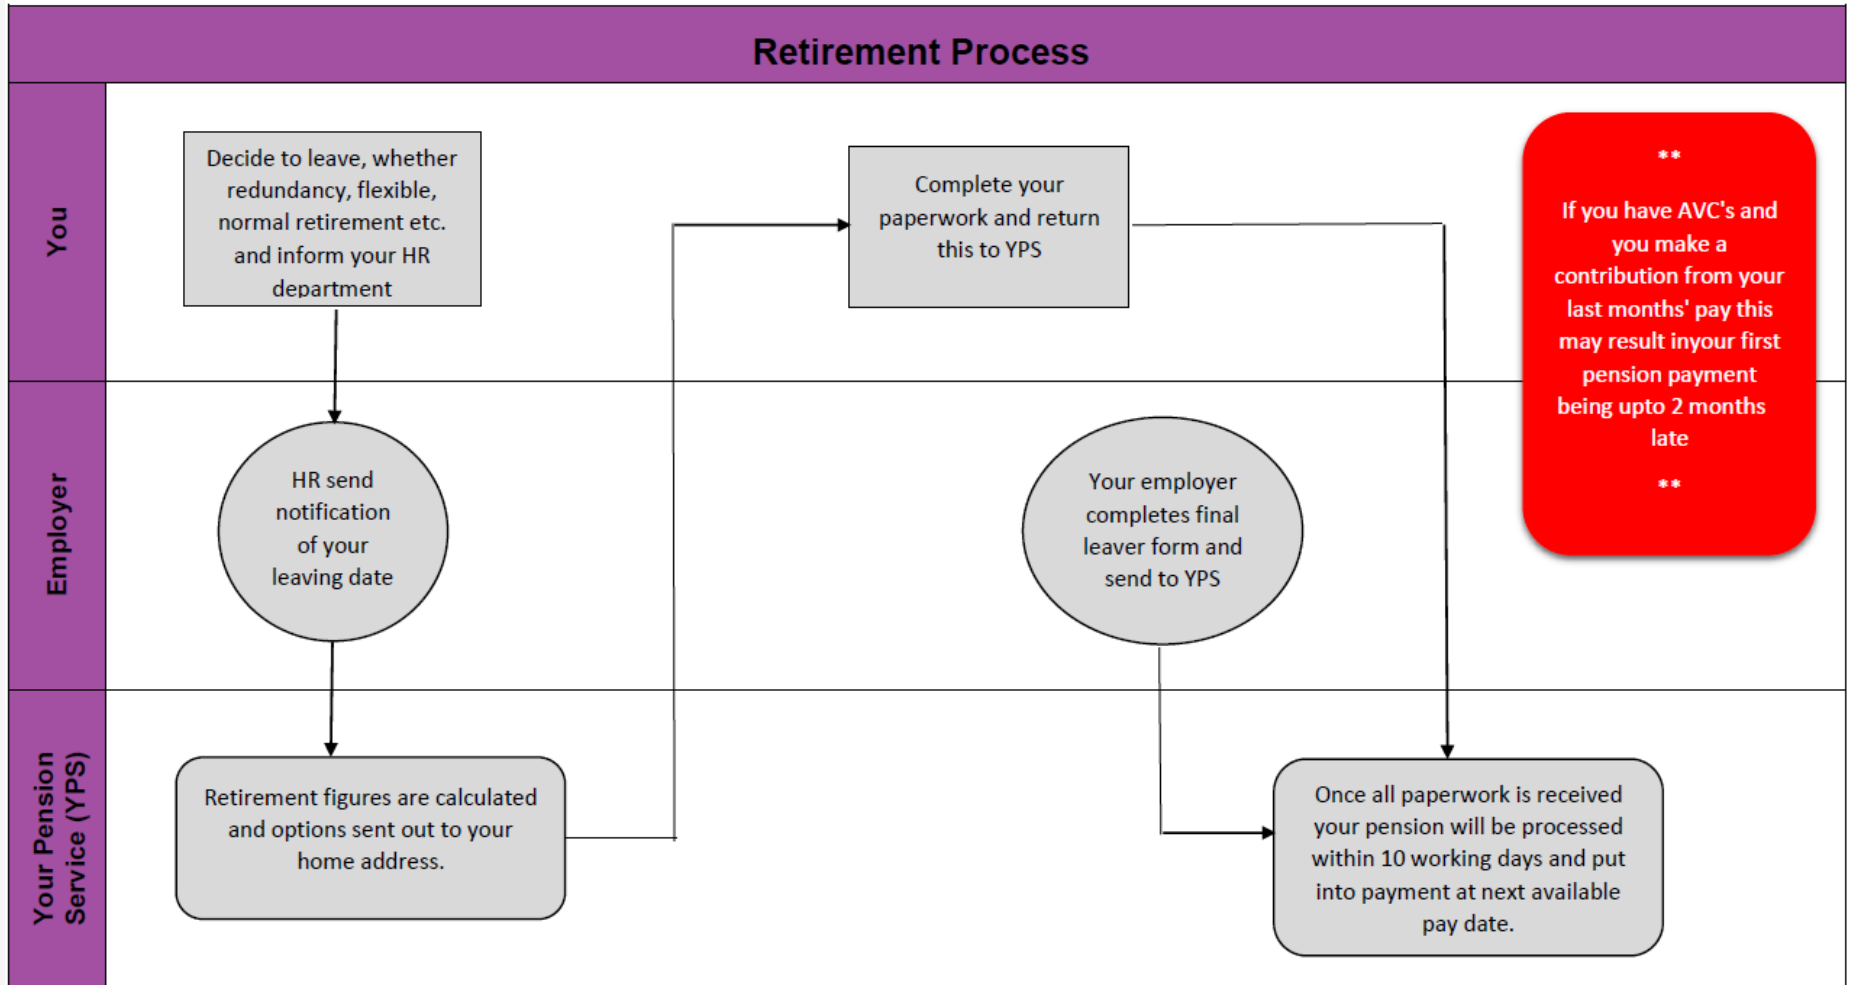 Retirement Process
You
Decide to leave, whether
redundancy, flexible,
normal retirement etc.
and inform your HR
department
Complete your
paperwork and return
this to YPS
**
If you have AVC's and
you make a
contribution from your
last months' pay this
may result inyour first
pension payment
being upto 2 months
late
**
Employer
HR send
notification
of your
leaving date
Your employer
completes final
leaver form and
send to YPS
Your Pension
Service (YPS)
Retirement figures are calculated
and options sent out to your
home address.
Once all paperwork is received
your pension will be processed
within 10 working days and put
into payment at next available
pay date.